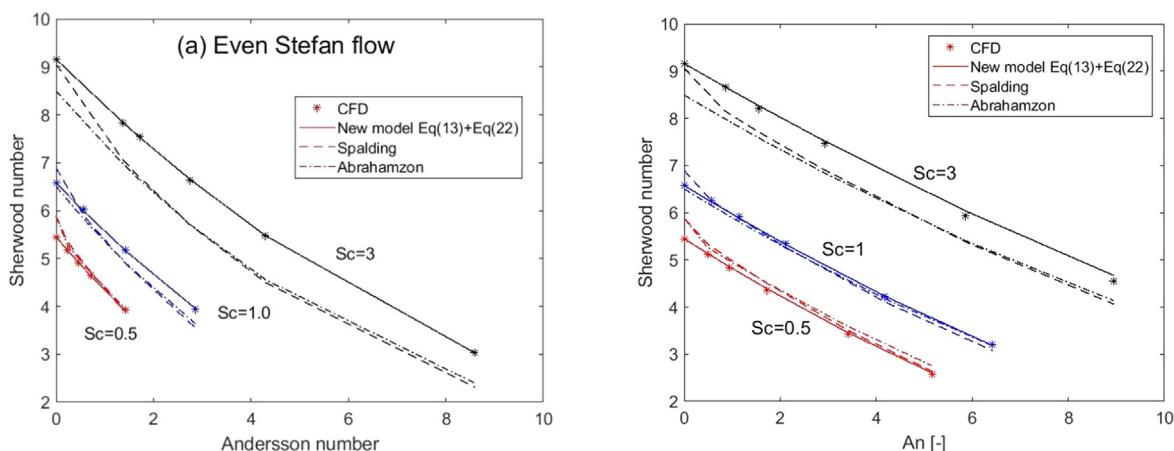 (a) Even Stefan flow
CFD
New model Eq(13)+Eq(22)
Spalding
Abrahamzon
Sc=3
Sc=1.0
Sc=0.5
Sherwood number
10
9
8
7
6
5
4
3
2
0
2
4
6
8
10
Andersson number
CFD
New model Eq(13)+Eq(22)
Spalding
Abrahamzon
Sc=3
Sc=1
Sc=0.5
Sherwood number
10
9
8
7
6
5
4
3
2
0
2
4
6
8
10
An [-]